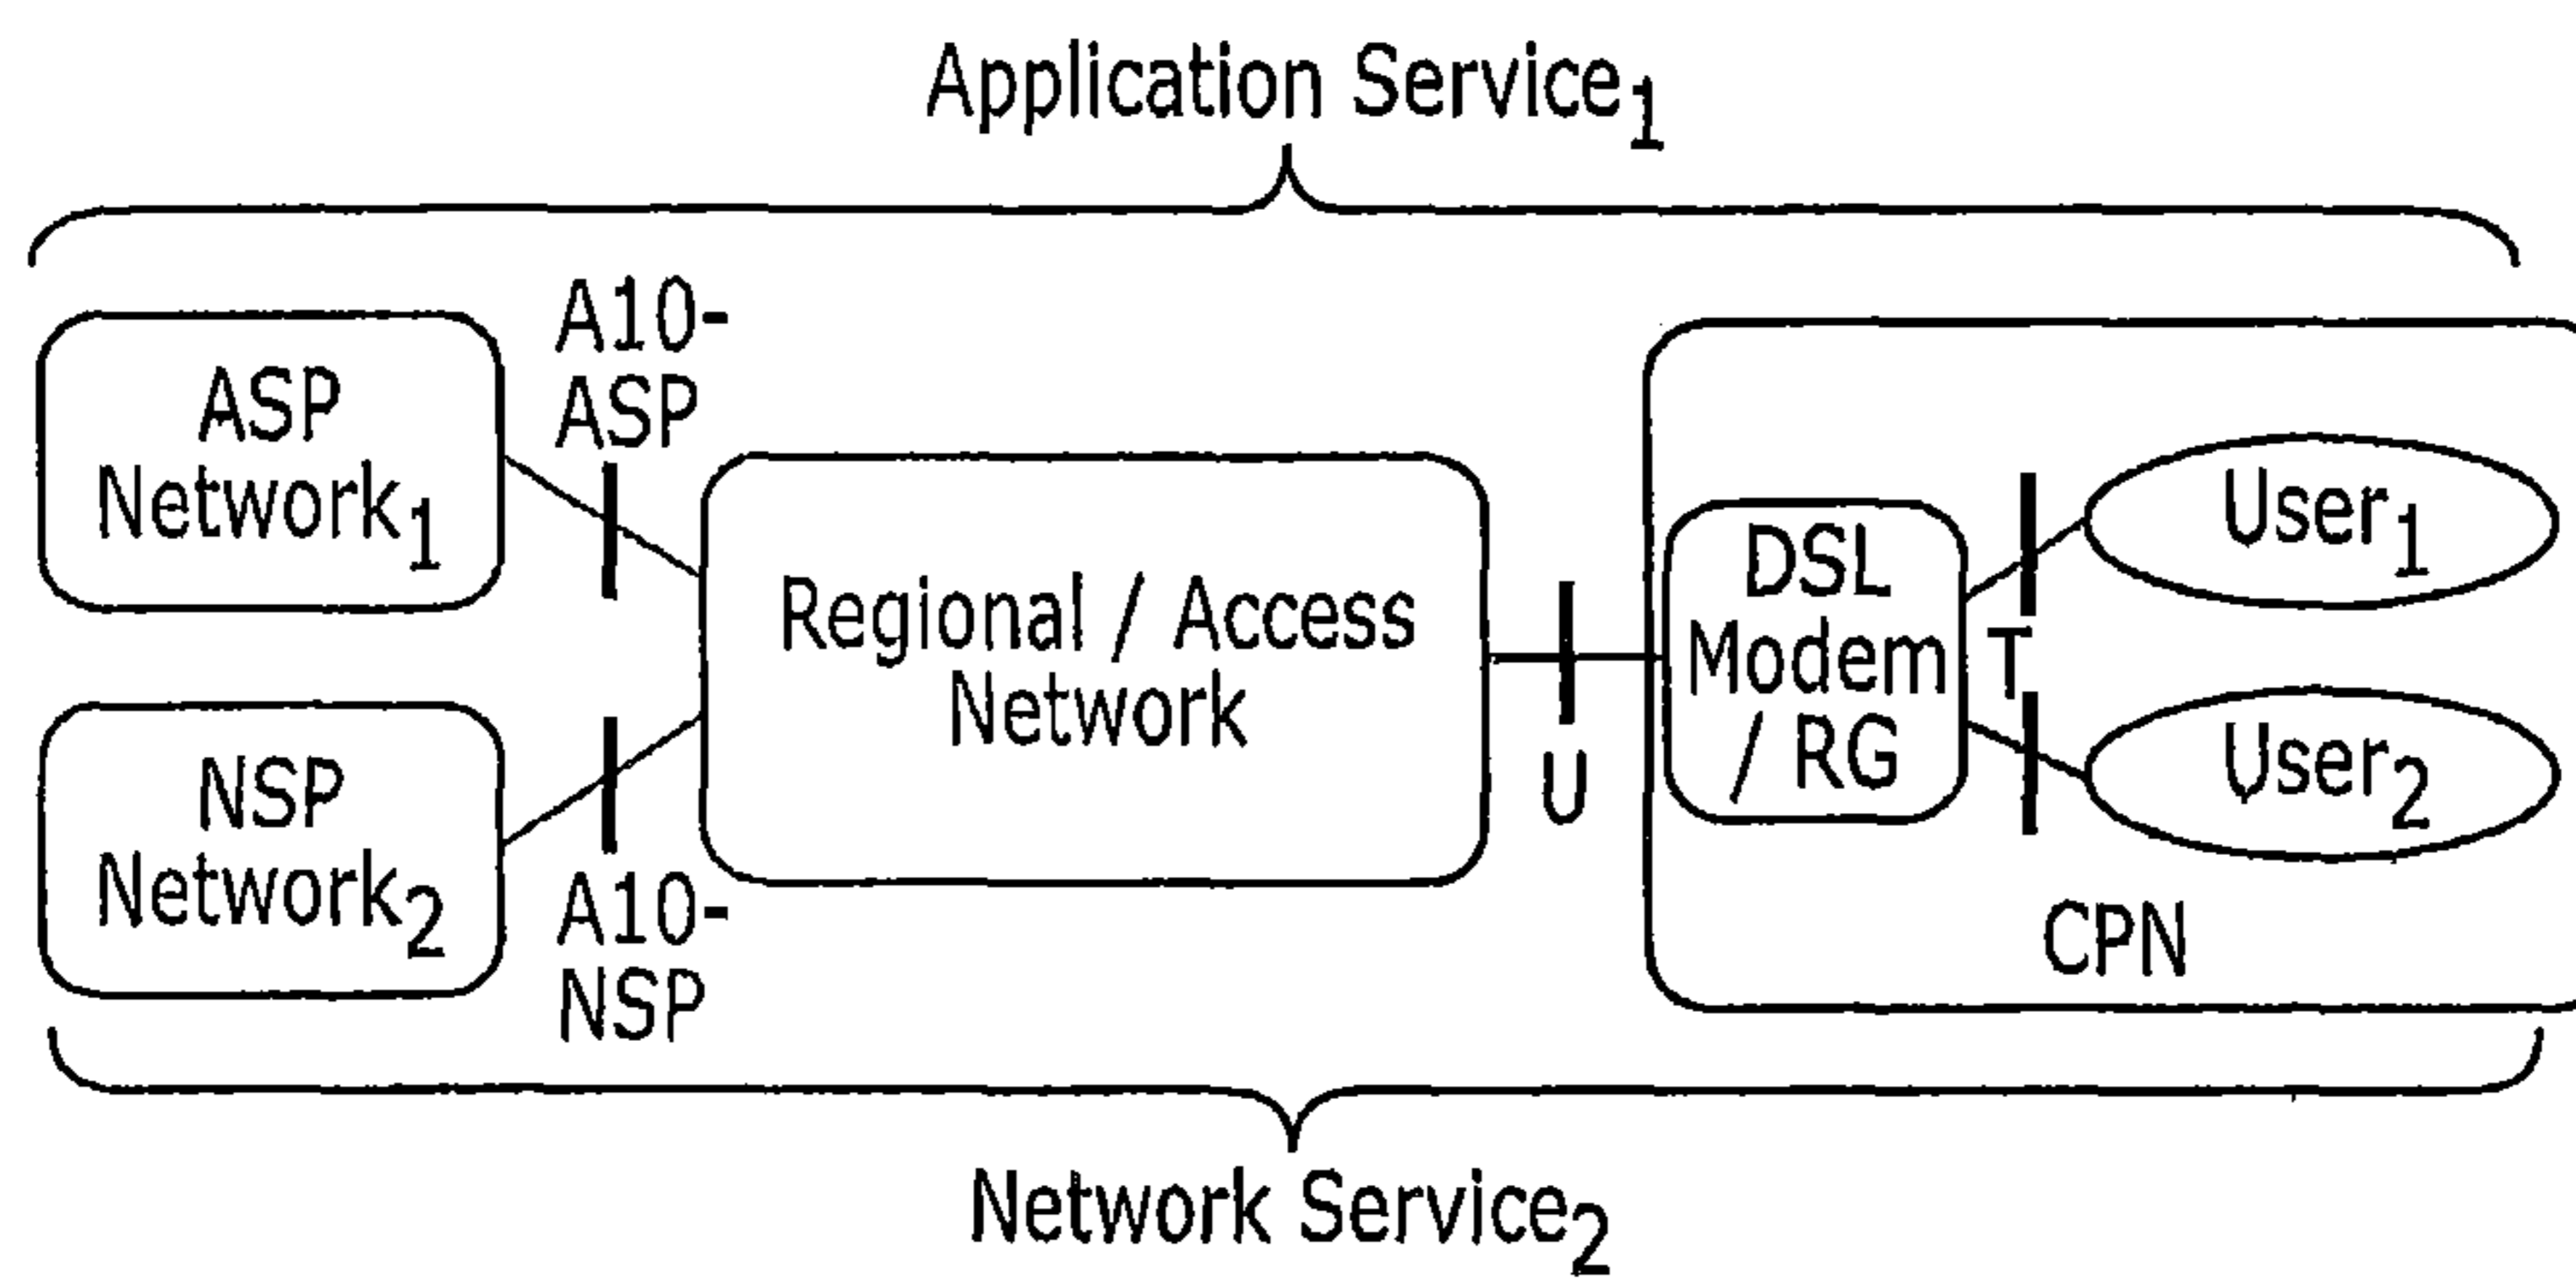 Application Service1
A10-
ASP
ASP
Network1
Regional / Access
Network
NSP
Network2
A10-
NSP
U
DSL
Modem
/ RG
T
User1
User2
CPN
Network Service2